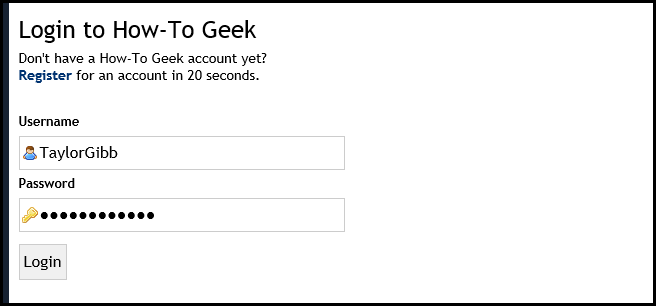 Login to How-To Geek
Don't have a How-To Geek account yet?
Register for an account in 20 seconds.
Username
TaylorGibb
Password
●●●●●●●●●●●●
Login